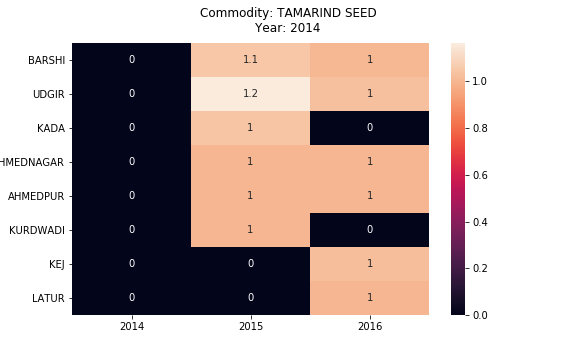 Commodity: TAMARIND SEED
Year: 2014
BARSHI 0 1.1 1
UDGIR 0 1.2 1
KADA 0 1 0
HMEDNAGAR 0 1 1
AHMEDPUR 0 1 1
KURDWADI 0 1 0
KEJ 0 0 1
LATUR 0 0 1
2014 2015 2016
1.0
0.8
0.6
0.4
0.2
0.0